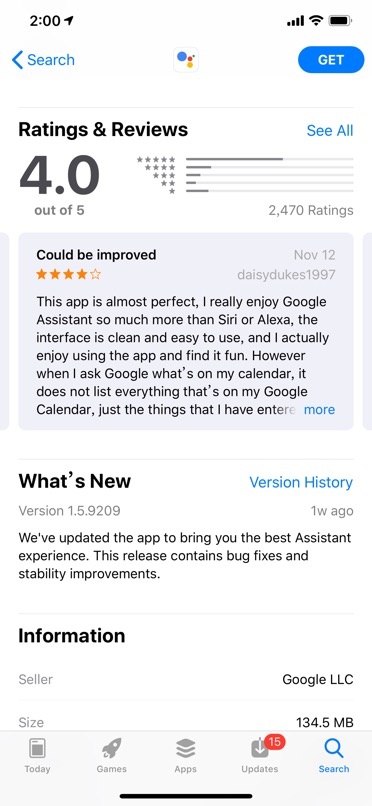 2:00
Search
GET
Ratings & Reviews
See All
4.0
out of 5
2,470 Ratings
Could be improved
Nov 12
daisydukes1997
This app is almost perfect, I really enjoy Google
Assistant so much more than Siri or Alexa, the
interface is clean and easy to use, and I actually
enjoy using the app and find it fun. However
when I ask Google what's on my calendar, it
does not list everything that's on my Google
Calendar, just the things that I have entere more
What's New
Version History
Version 1.5.9209
1w ago
We've updated the app to bring you the best Assistant
experience. This release contains bug fixes and
stability improvements.
Information
Seller
Google LLC
Size
134.5 MB
15
Today
Games
Apps
Updates
Search